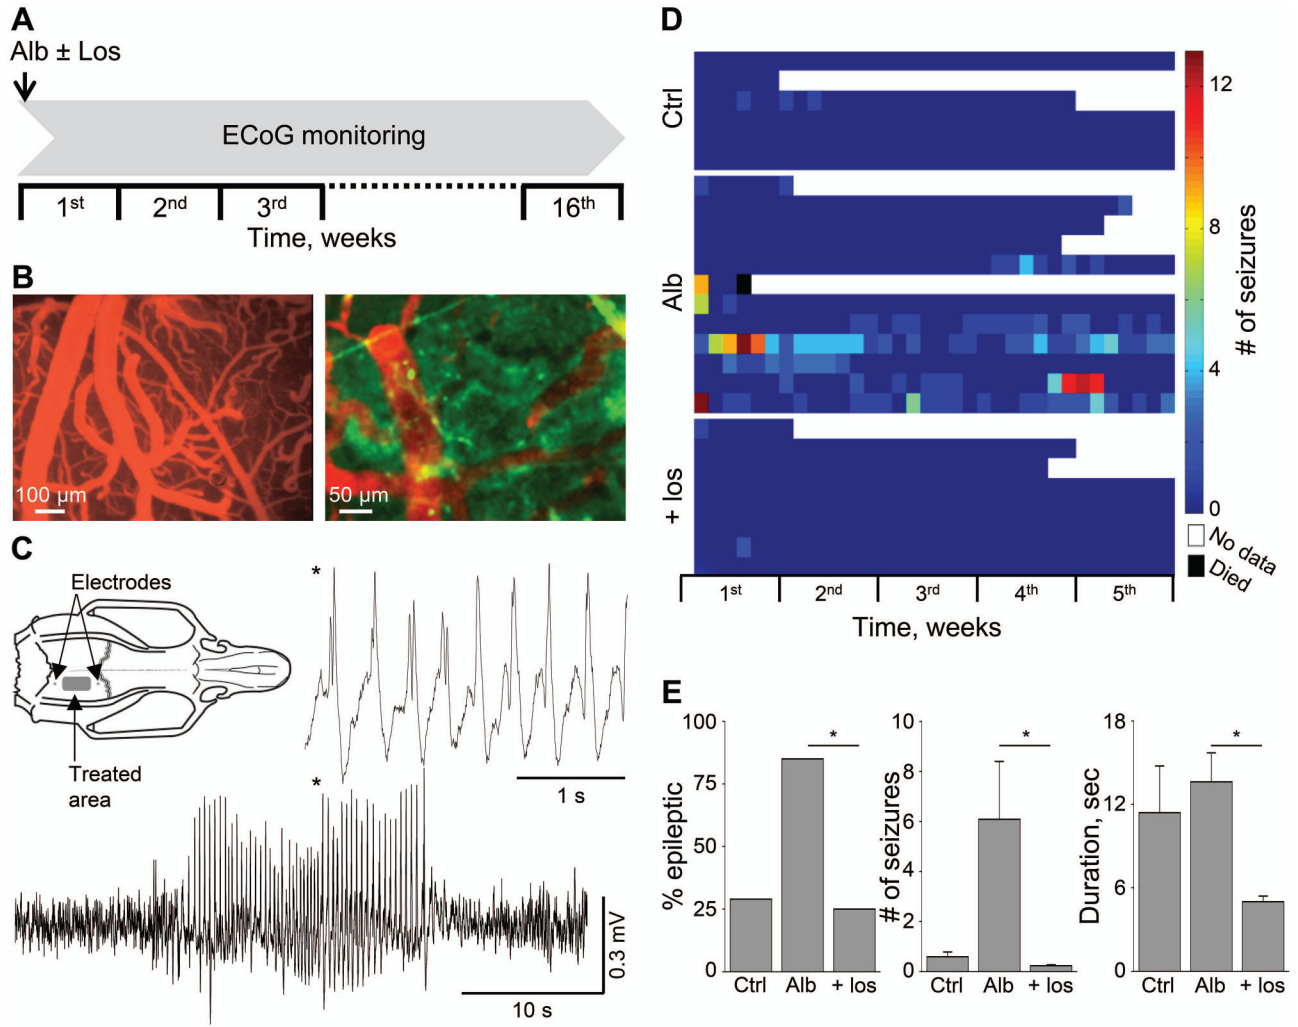 A
Alb ± Los
ECoG monitoring
1st
2nd
3rd
16th
Time, weeks
B
100 µm
50 µm
C
Electrodes
Treated
area
*
1 s
*
0.3 mV
10 s
D
Ctrl
Alb
+ los
12
8
4
0
# of seizures
No data
Died
1st
2nd
3rd
4th
5th
Time, weeks
E
% epileptic
100
75
50
25
0
*
Ctrl
Alb
+ los
# of seizures
10
8
6
4
2
0
*
Ctrl
Alb
+ los
Duration, sec
18
12
6
0
*
Ctrl
Alb
+ los